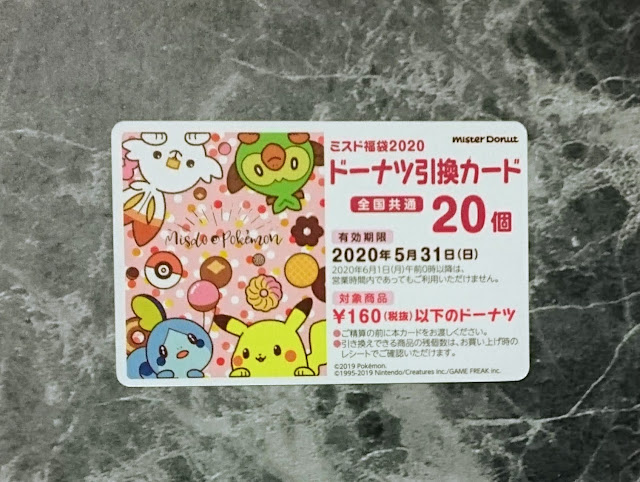 Misdo Pokémon
ミスド福袋2020
mister Donut
ドーナツ引換カード
全国共通
20個
有効期限
2020年5月31日(日)
2020年6月1日(月)午前0時以降は、
営業時間内であってもご利用いただけません。
対象商品
¥160(税抜)以下のドーナツ
●ご精算の前に本カードをお渡しください。
●引き換えできる商品の残個数は、お買い上げ時の
レシートでご確認いただけます。
©2019 Pokémon.
©1995-2019 Nintendo/Creatures Inc./GAME FREAK Inc.